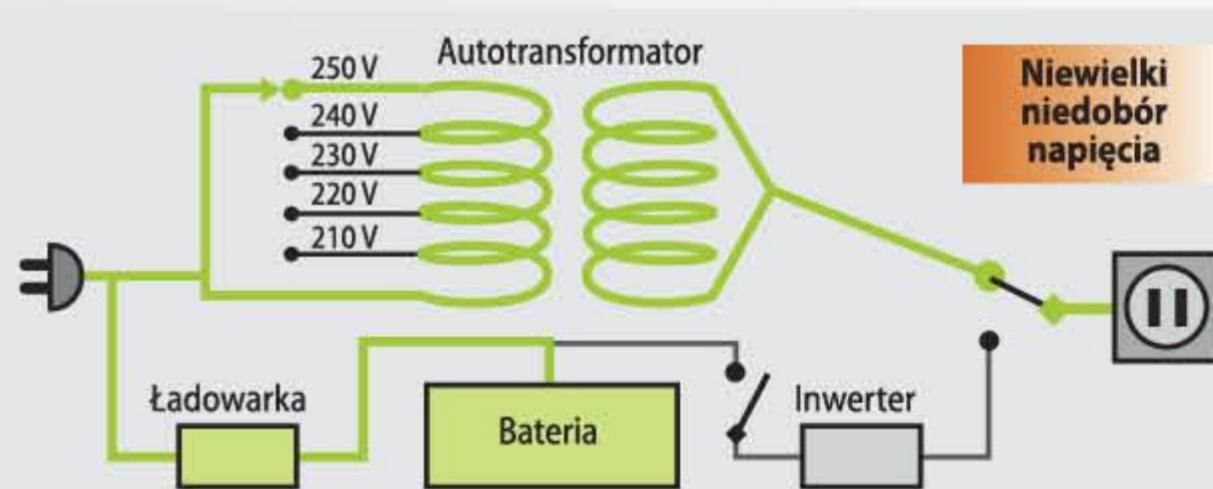 Autotransformator
Niewielki
niedobór
napięcia
250 V
240 V
230 V
220 V
210 V
Ładowarka
Bateria
Inwerter